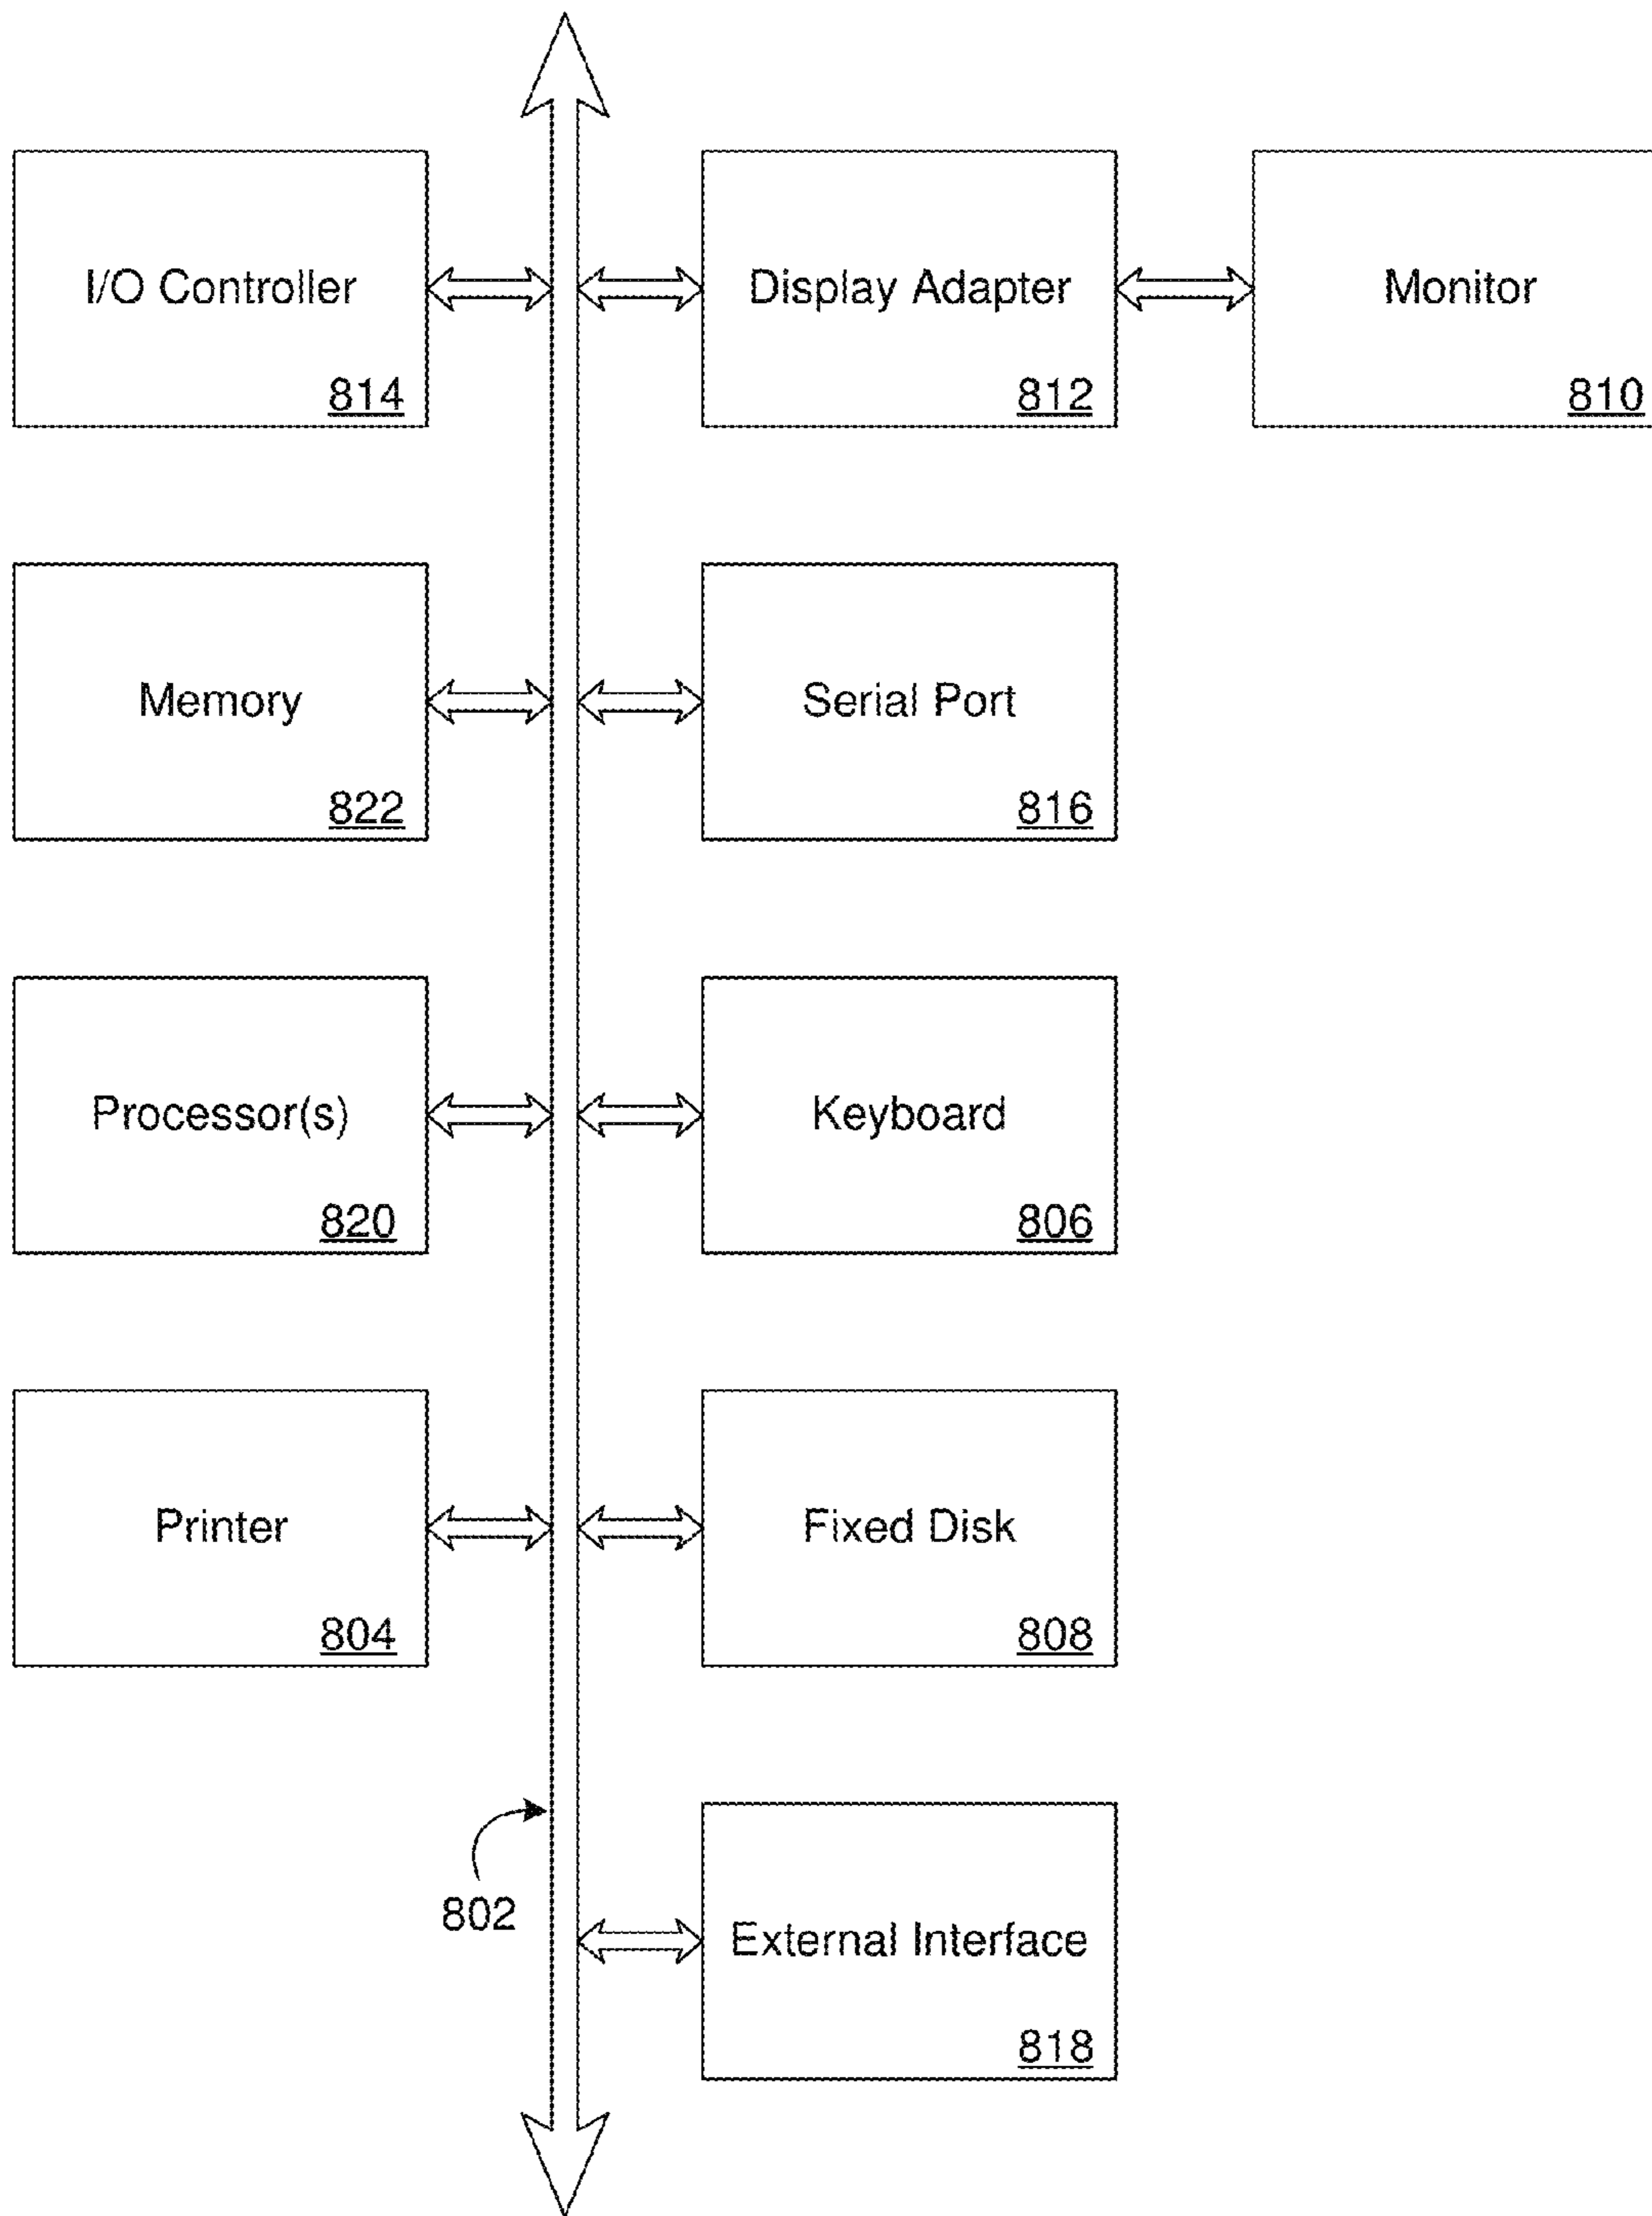 I/O Controller
814
Display Adapter
812
Monitor
810
Memory
822
Serial Port
816
Processor(s)
820
Keyboard
806
Printer
804
Fixed Disk
808
802
External Interface
818